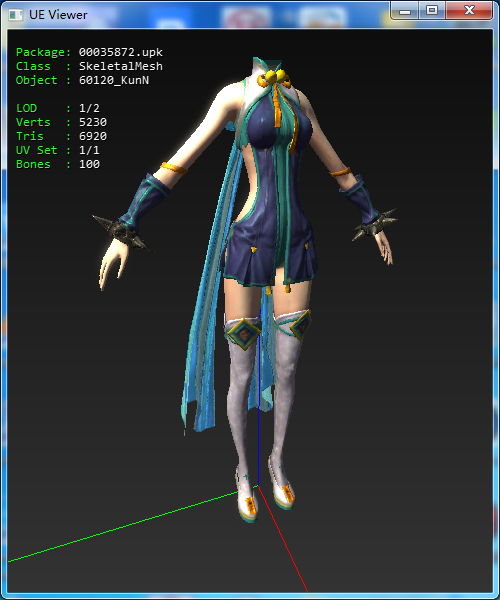 UE Viewer
Package: 00035872.upk
Class : SkeletalMesh
Object : 60120_KunN
LOD : 1/2
Verts : 5230
Tris : 6920
UV Set : 1/1
Bones : 100